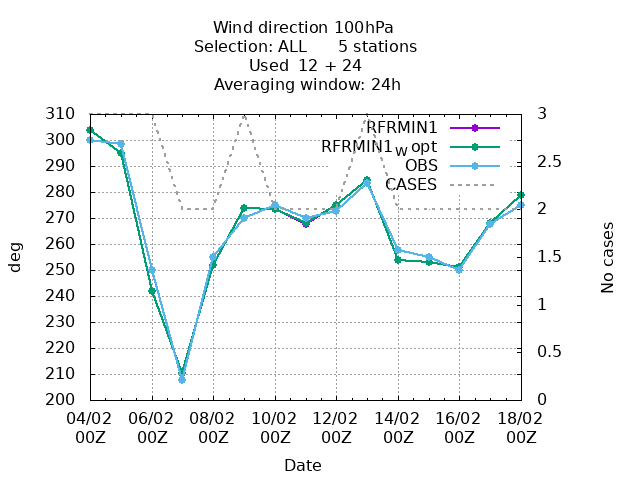 Wind direction 100hPa
Selection: ALL      5 stations
Used  12 + 24
Averaging window: 24h
RFRMIN1
RFRMIN1w opt
OBS
CASES
310
300
290
280
270
260
250
240
230
220
210
200
3
2.5
2
1.5
1
0.5
0
deg
No cases
04/02 06/02 08/02 10/02 12/02 14/02 16/02 18/02
00Z 00Z 00Z 00Z 00Z 00Z 00Z 00Z
Date